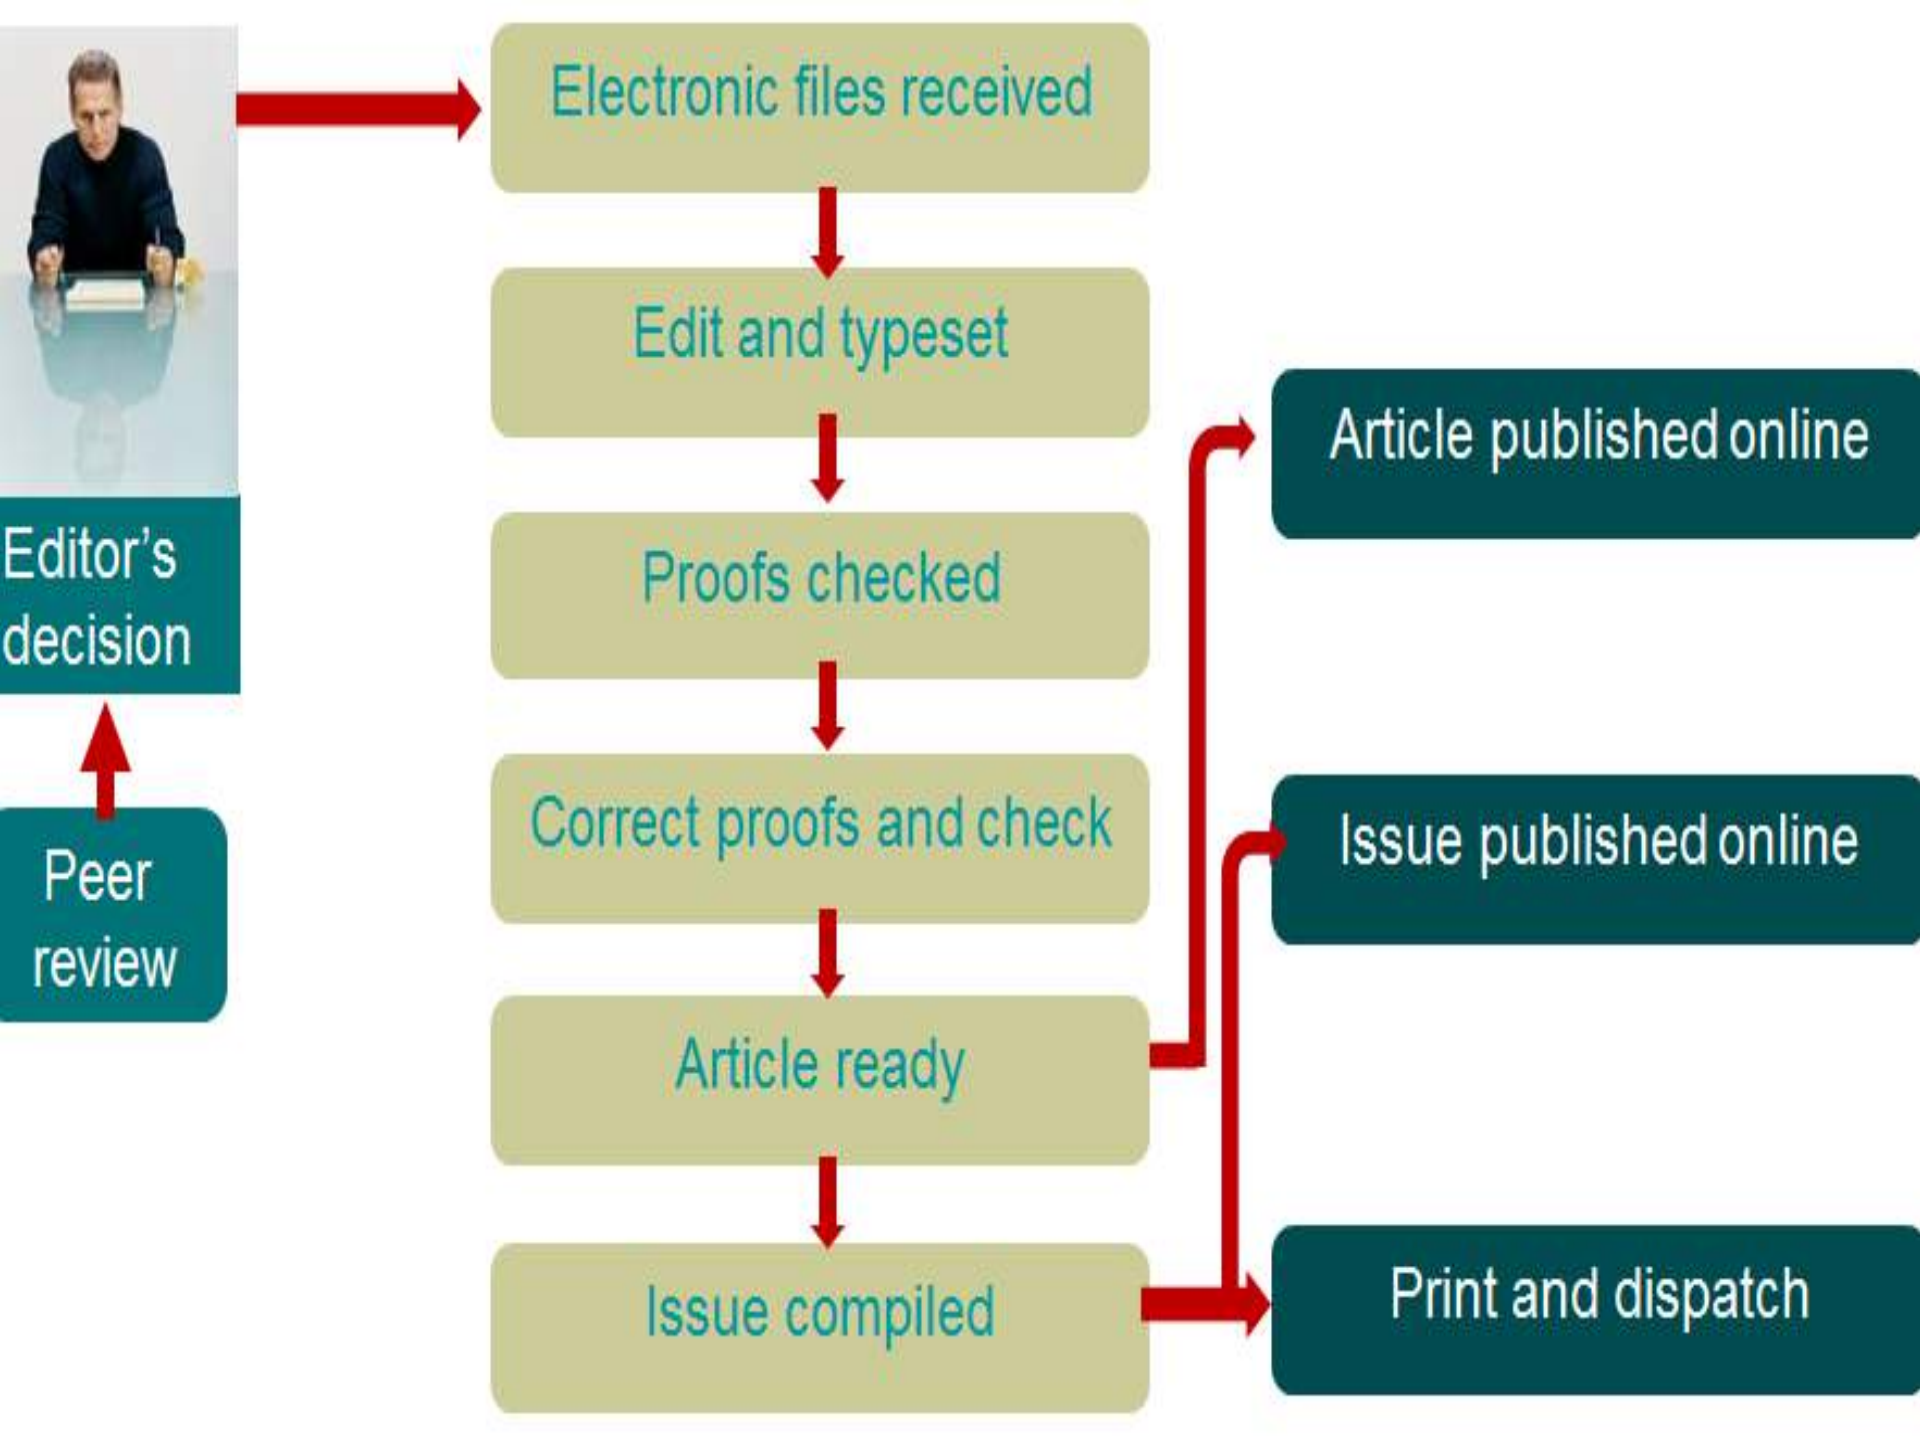 Electronic files received
Edit and typeset
Article published online
Editor's
decision
Proofs checked
Correct proofs and check
Issue published online
Peer
review
Article ready
Issue compiled
Print and dispatch